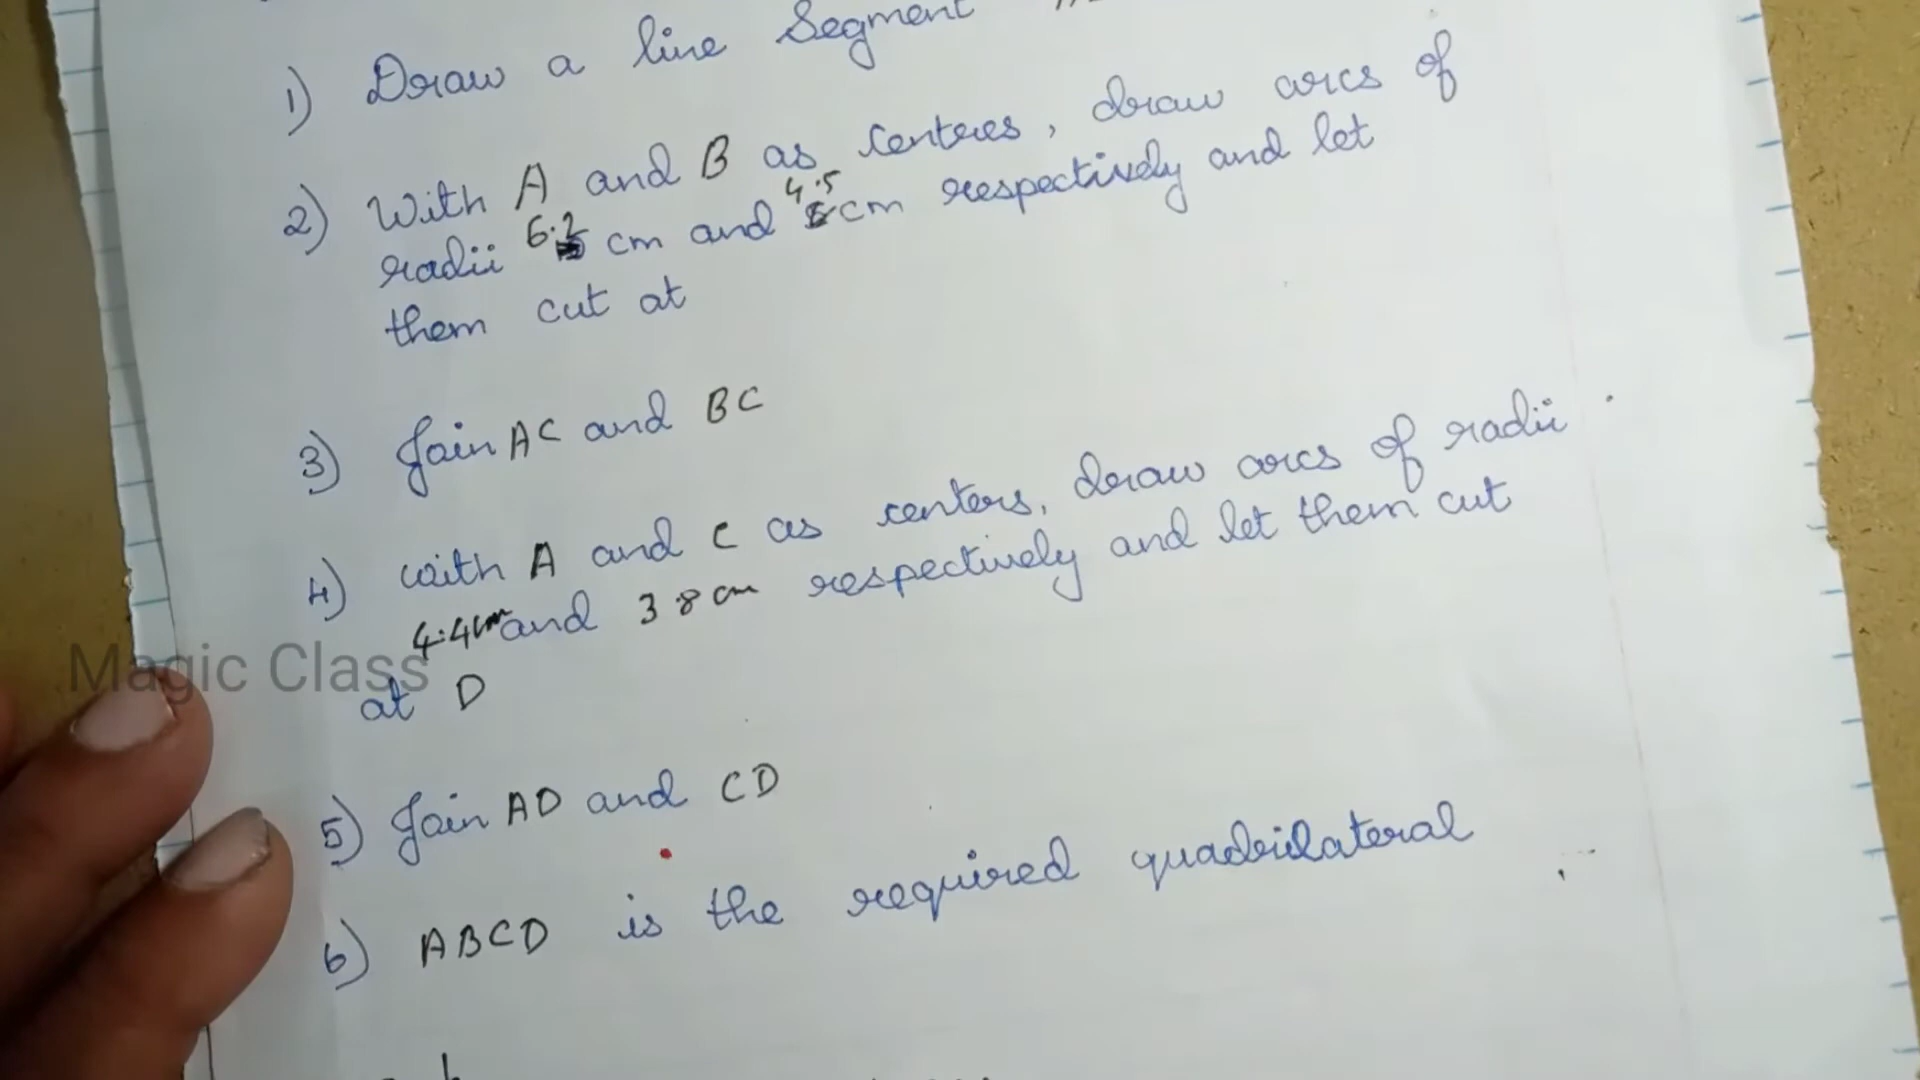 1) Draw a line Segment
2) With A and B as centres, draw arcs of
radii 6.2 cm and 4.5 cm respectively and let
them cut at
3) Join AC and BC
4) with A and C as centers, draw arcs of radii
4.4cm and 3.8 cm respectively and let them cut
at D
5) Join AD and CD
6) ABCD is the required quadrilateral
Magic Class